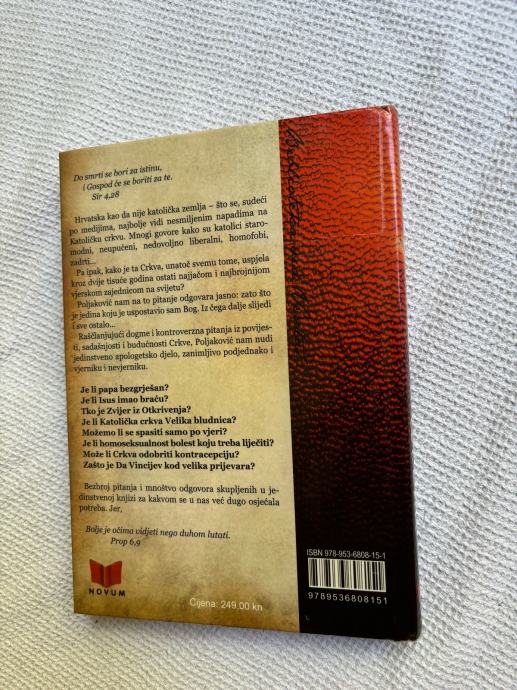 Do smrti se bori za istinu,
i Gospod će se boriti za te.
Sir 4,28
Hrvatska kao da nije katolička zemlja – što se, sudeći
po medijima, najbolje vidi nesmiljenim napadima na
Katoličku crkvu. Mnogi govore kako su katolici staro-
modni, neupućeni, nedovoljno liberalni, homofobi,
zadrti...
Pa ipak, kako je ta Crkva, unatoč svemu tome, uspjela
kroz dvije tisuće godina ostati najjačom i najbrojnijom
vjerskom zajednicom na svijetu?
Poljaković nam na to pitanje odgovara jasno: zato što
je jedina koju je uspostavio sam Bog. Iz čega dalje slijedi
i sve ostalo...
Raščlanjujući dogme i kontroverzna pitanja iz povijes-
ti, sadašnjosti i budućnosti Crkve, Poljaković nam nudi
jedinstveno apologetsko djelo, zanimljivo podjednako i
vjerniku i nevjerniku.
Je li papa bezgrješan?
Je li Isus imao braću?
Tko je Zvijer iz Otkrivenja?
Je li Katolička crkva Velika bludnica?
Možemo li se spasiti samo po vjeri?
Je li homoseksualnost bolest koju treba liječiti?
Može li Crkva odobriti kontracepciju?
Zašto je Da Vincijev kod velika prijevara?
Bezbroj pitanja i mnoštvo odgovora skupljenih u je-
dinstvenoj knjizi za kakvom se u nas već dugo osjećala
potreba. Jer,
Bolje je očima vidjeti nego duhom lutati.
Prop 6,9
NOVUM
Cijena: 249,00 kn
ISBN 978-953-6808-15-1
9789536808151